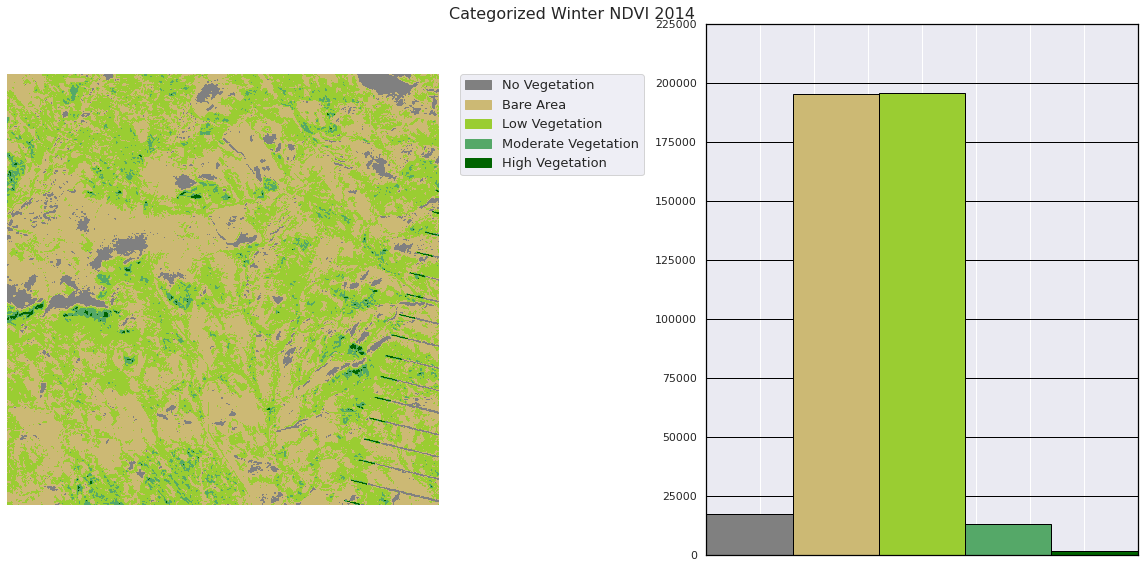 Categorized Winter NDVI 2014
No Vegetation
Bare Area
Low Vegetation
Moderate Vegetation
High Vegetation
225000
200000
175000
150000
125000
100000
75000
50000
25000
0